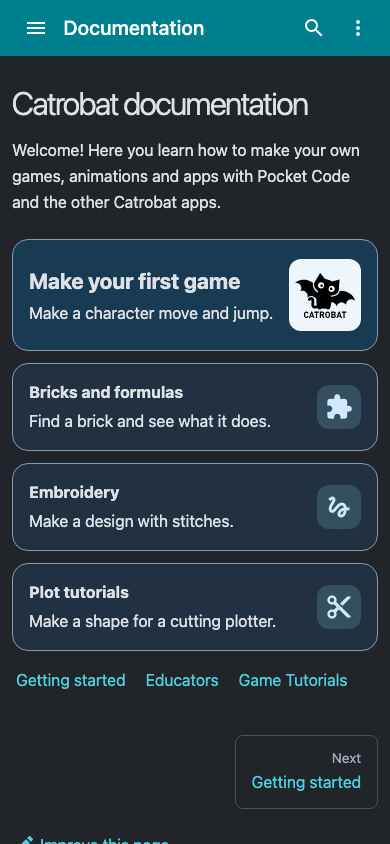 Documentation
Catrobat documentation
Welcome! Here you learn how to make your own
games, animations and apps with Pocket Code
and the other Catrobat apps.
Make your first game
Make a character move and jump.
CATROBAT
Bricks and formulas
Find a brick and see what it does.
Embroidery
Make a design with stitches.
Plot tutorials
Make a shape for a cutting plotter.
Getting started Educators Game Tutorials
Next
Getting started
Improve this page